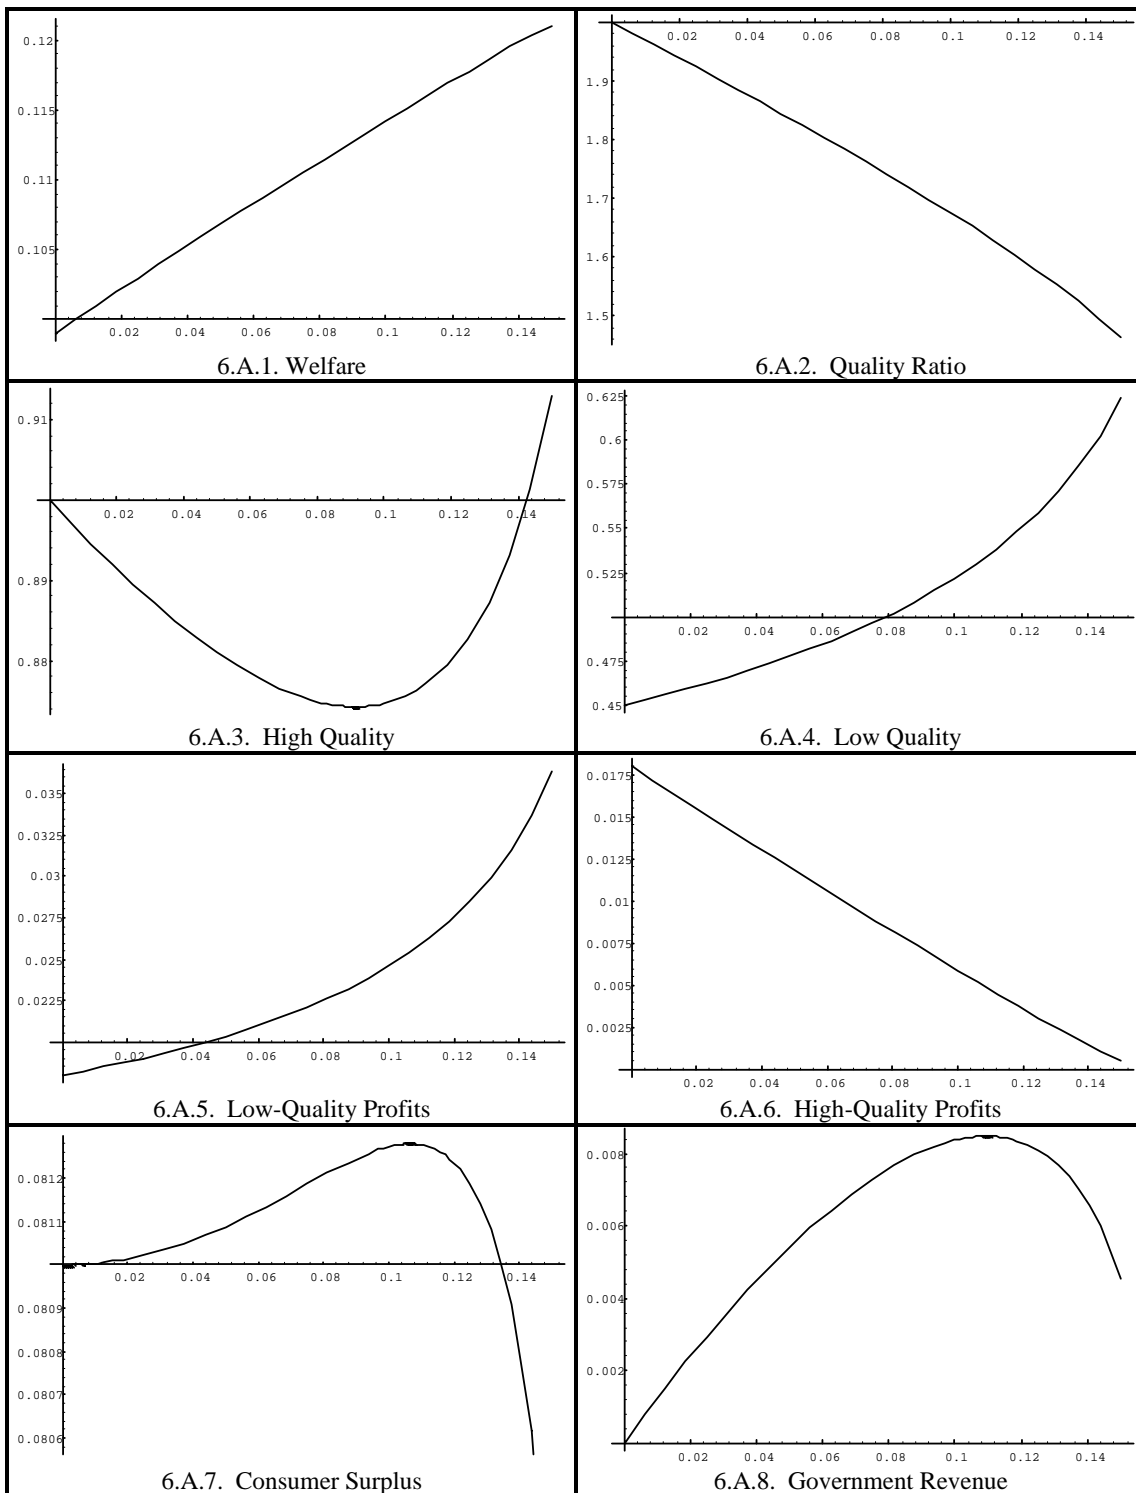 0.12
0.115
0.11
0.105
0.02 0.04 0.06 0.08 0.1 0.12 0.14
6.A.1. Welfare
0.02 0.04 0.06 0.08 0.1 0.12 0.14
1.9
1.8
1.7
1.6
1.5
6.A.2. Quality Ratio
0.91
0.02 0.04 0.06 0.08 0.1 0.12 0.14
0.89
0.88
6.A.3. High Quality
0.625
0.6
0.575
0.55
0.525
0.02 0.04 0.06 0.08 0.1 0.12 0.14
0.475
0.45
6.A.4. Low Quality
0.035
0.0325
0.03
0.0275
0.025
0.0225
0.02 0.04 0.06 0.08 0.1 0.12 0.14
6.A.5. Low-Quality Profits
0.0175
0.015
0.0125
0.01
0.0075
0.005
0.0025
0.02 0.04 0.06 0.08 0.1 0.12 0.14
6.A.6. High-Quality Profits
0.0812
0.0811
0.02 0.04 0.06 0.08 0.1 0.12 0.14
0.0809
0.0808
0.0807
0.0806
6.A.7. Consumer Surplus
0.008
0.006
0.004
0.002
0.02 0.04 0.06 0.08 0.1 0.12 0.14
6.A.8. Government Revenue